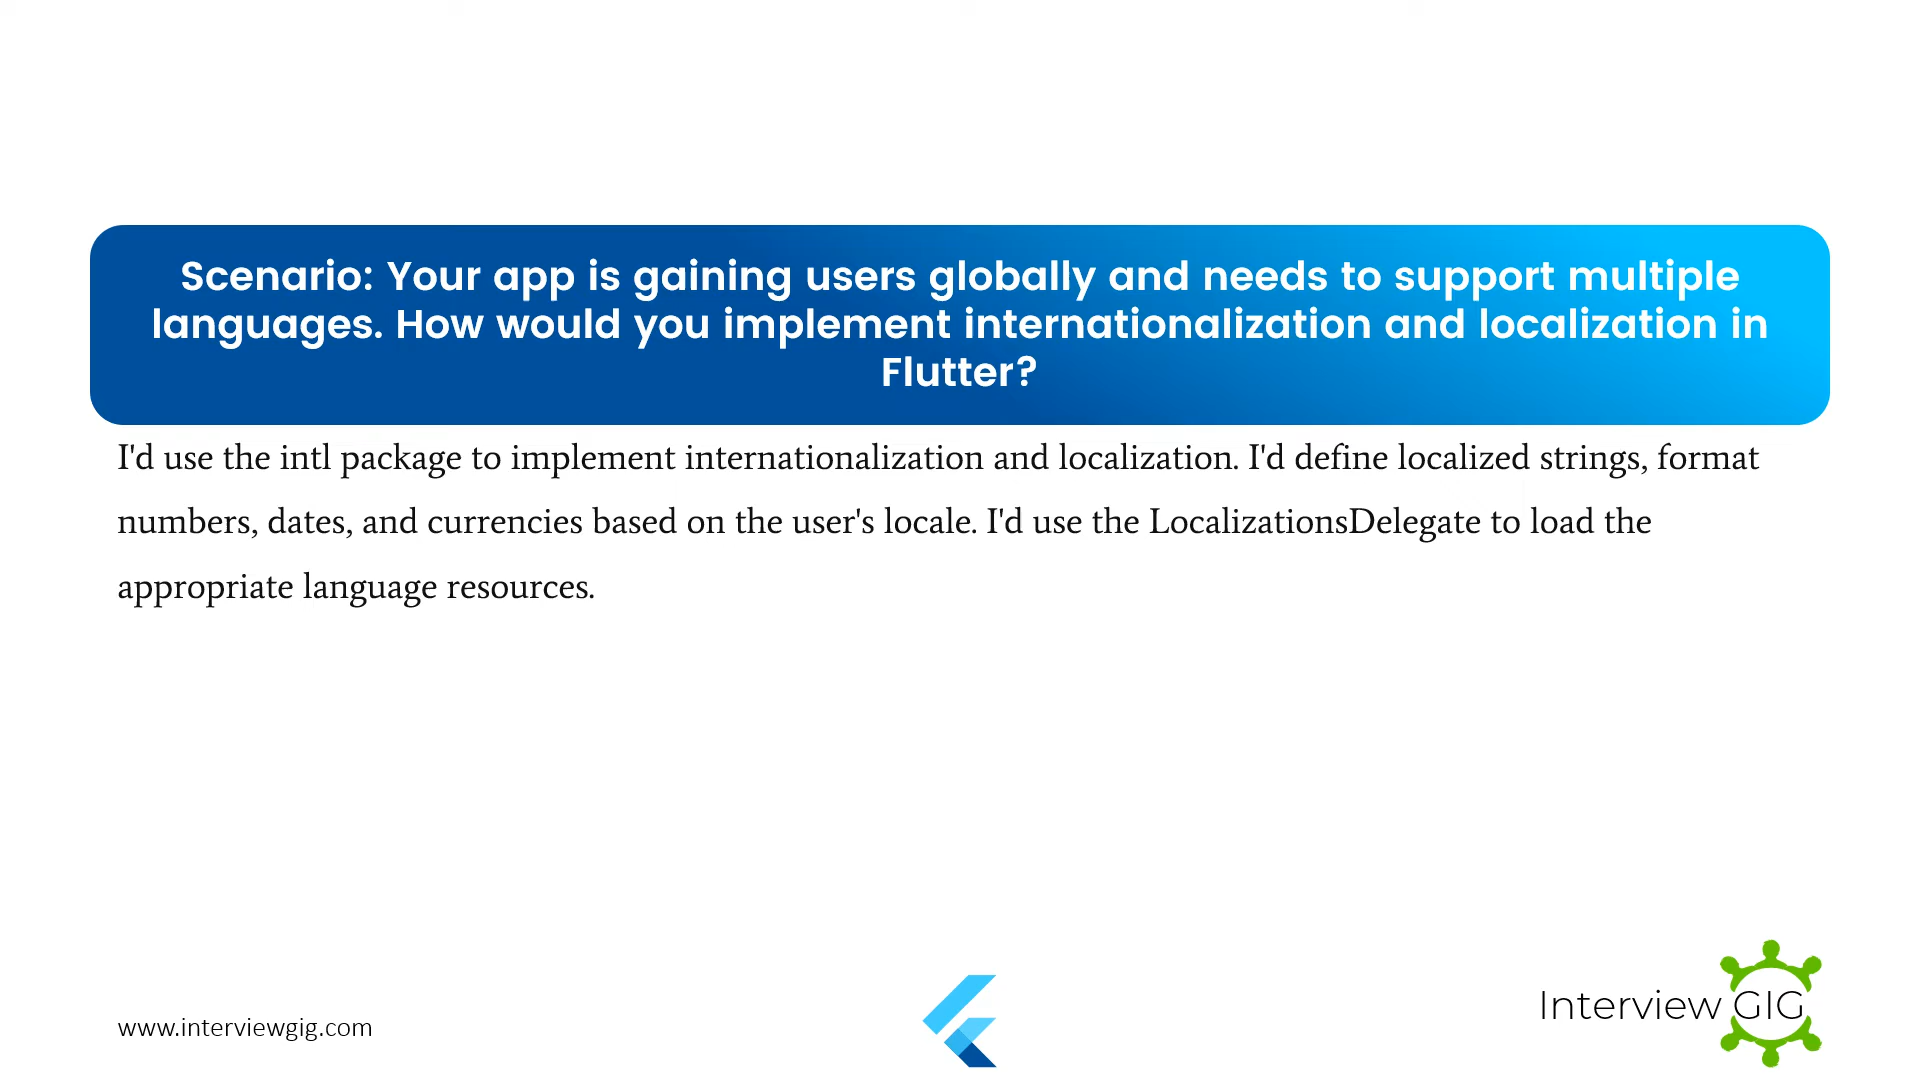 Scenario: Your app is gaining users globally and needs to support multiple
languages. How would you implement internationalization and localization in
Flutter?
I'd use the intl package to implement internationalization and localization. I'd define localized strings, format
numbers, dates, and currencies based on the user's locale. I'd use the LocalizationsDelegate to load the
appropriate language resources.
www.interviewgig.com
Interview GIG